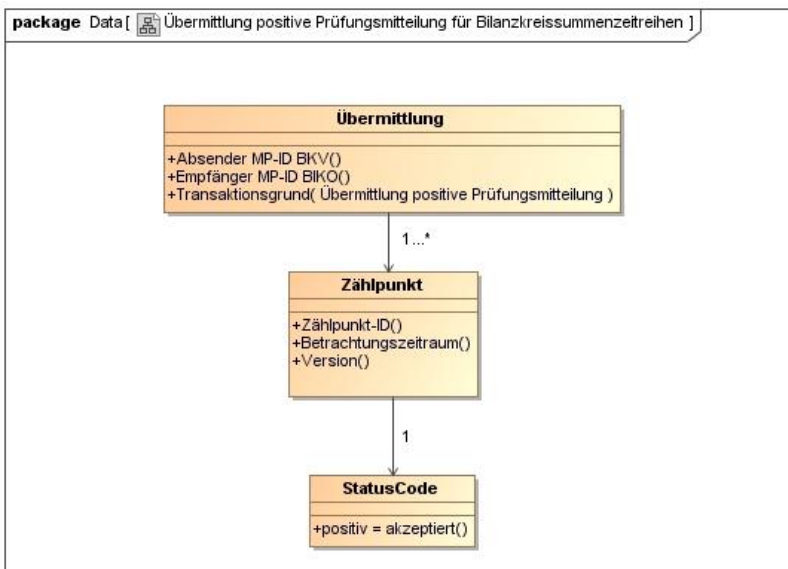 package Data [ Übermittlung positive Prüfungsmitteilung für Bilanzkreissummenzeitreihen ]
Übermittlung
+Absender MP-ID BKV()
+Empfänger MP-ID BIKO()
+Transaktionsgrund( Übermittlung positive Prüfungsmitteilung )
1...*
Zählpunkt
+Zählpunkt-ID()
+Betrachtungszeitraum()
+Version()
1
StatusCode
+positiv = akzeptiert()